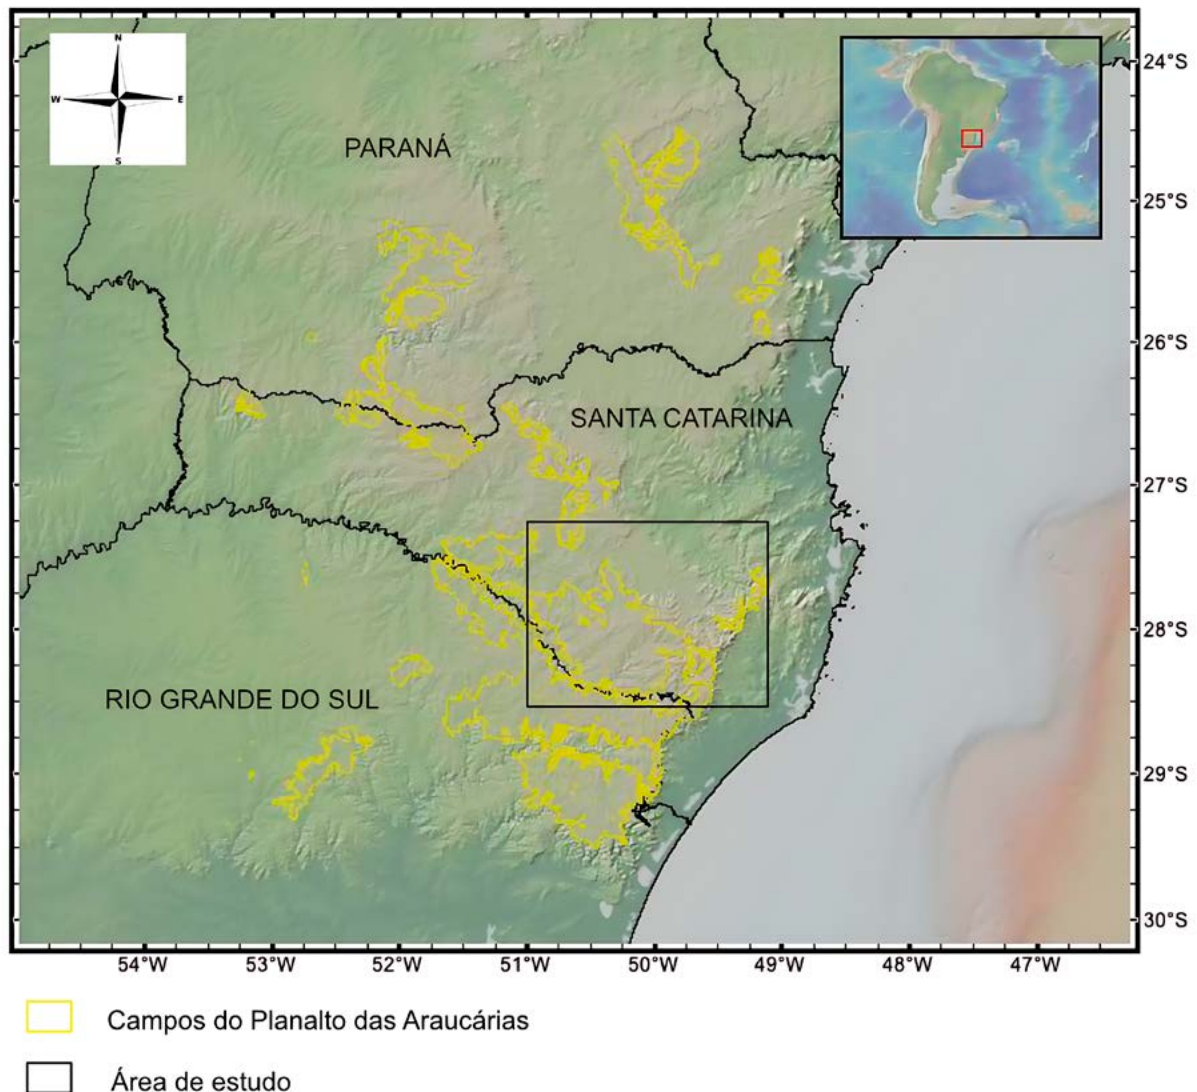 N
W
E
S
PARANÁ
SANTA CATARINA
RIO GRANDE DO SUL
24°S
25°S
26°S
27°S
28°S
29°S
30°S
54°W 53°W 52°W 51°W 50°W 49°W 48°W 47°W
Campos do Planalto das Araucárias
Área de estudo